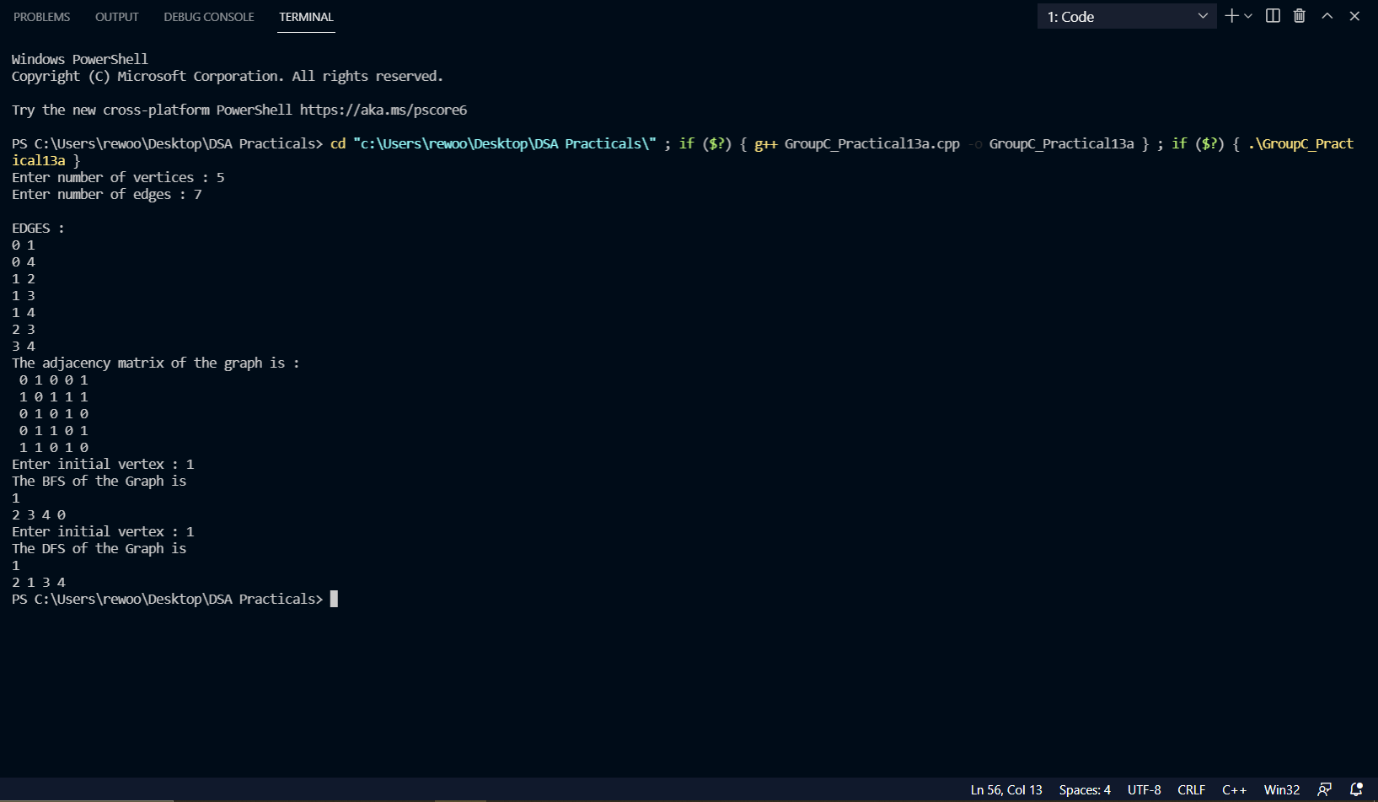 PROBLEMS OUTPUT DEBUG CONSOLE TERMINAL 1: Code
Windows PowerShell
Copyright (C) Microsoft Corporation. All rights reserved.
Try the new cross-platform PowerShell https://aka.ms/pscore6
PS C:\Users\rewoo\Desktop\DSA Practicals> cd "c:\Users\rewoo\Desktop\DSA Practicals\" ; if ($?) { g++ GroupC_Practical13a.cpp -o GroupC_Practical13a } ; if ($?) { .\GroupC_Pract
ical13a }
Enter number of vertices : 5
Enter number of edges : 7
EDGES :
0 1
0 4
1 2
1 3
1 4
2 3
3 4
The adjacency matrix of the graph is :
0 1 0 0 1
1 0 1 1 1
0 1 0 1 0
0 1 1 0 1
1 1 0 1 0
Enter initial vertex : 1
The BFS of the Graph is
1
2 3 4 0
Enter initial vertex : 1
The DFS of the Graph is
1
2 1 3 4
PS C:\Users\rewoo\Desktop\DSA Practicals>
Ln 56, Col 13 Spaces: 4 UTF-8 CRLF C++ Win32